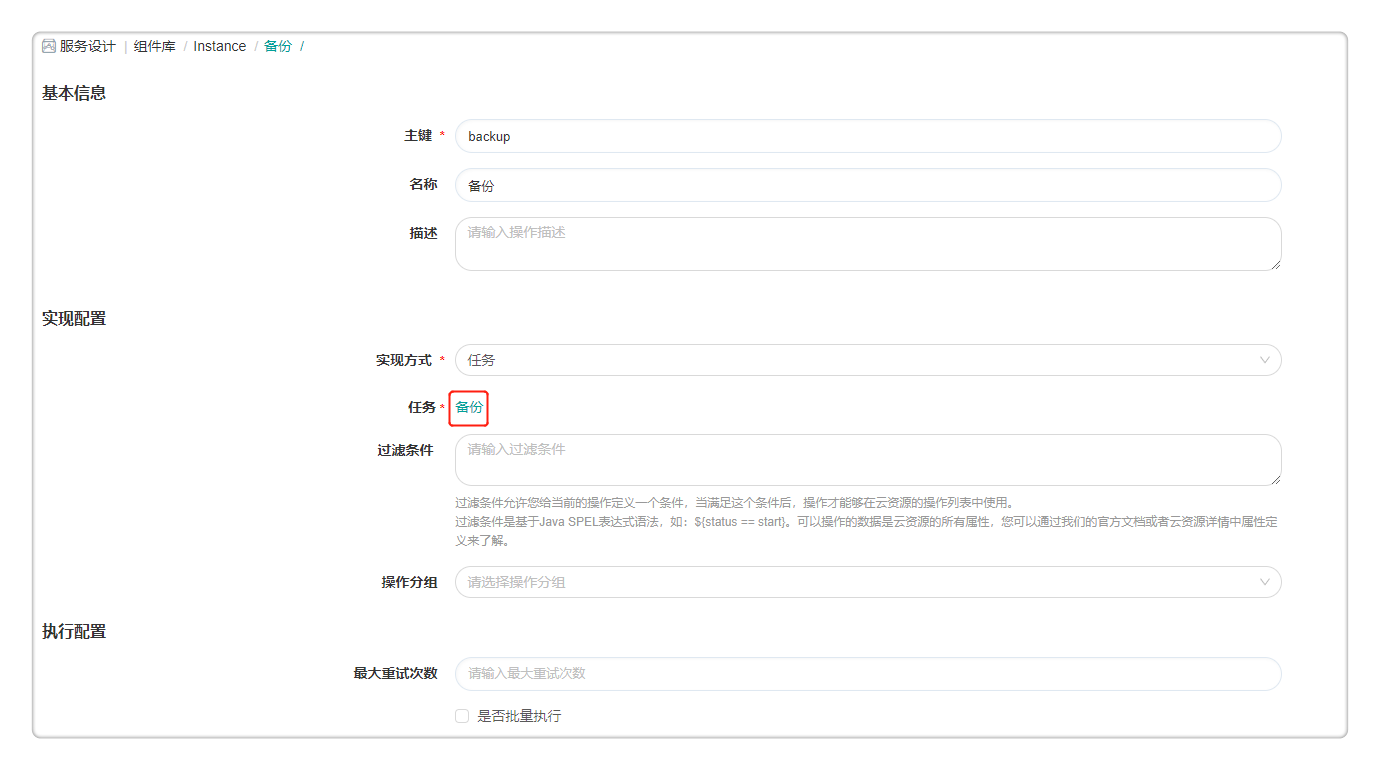 服务设计 | 组件库 / Instance / 备份 /
基本信息
主键 * backup
名称 备份
描述 请输入操作描述
实现配置
实现方式 * 任务
任务 * 备份
过滤条件 请输入过滤条件
过滤条件允许您给当前的操作定义一个条件，当满足这个条件后，操作才能够在云资源的操作列表中使用。
过滤条件是基于Java SPEL表达式语法，如：${status == start}。可以操作的数据是云资源的所有属性，您可以通过我们的官方文档或者云资源详情中属性定
义来了解。
操作分组 请选择操作分组
执行配置
最大重试次数 请输入最大重试次数
是否批量执行